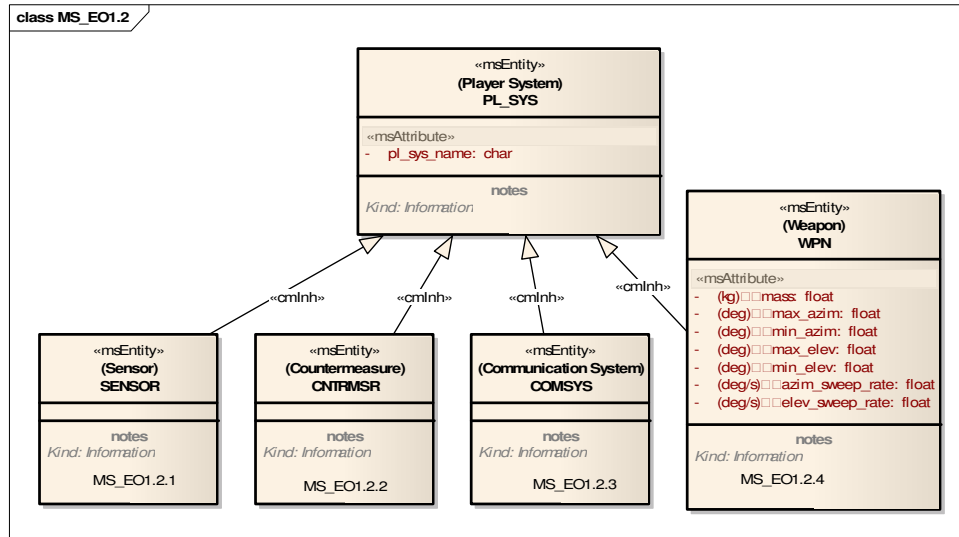 class MS_EO1.2
«msEntity»
(Player System)
PL_SYS
«msAttribute»
- pl_sys_name: char
notes
Kind: Information
«msEntity»
(Weapon)
WPN
«msAttribute»
- (kg)□□mass: float
- (deg)□□max_azim: float
- (deg)□□min_azim: float
- (deg)□□max_elev: float
- (deg)□□min_elev: float
- (deg/s)□□azim_sweep_rate: float
- (deg/s)□□elev_sweep_rate: float
notes
Kind: Information
MS_EO1.2.4
«cmInh»
«cmInh»
«cmInh»
«cmInh»
«msEntity»
(Sensor)
SENSOR
notes
Kind: Information
MS_EO1.2.1
«msEntity»
(Countermeasure)
CNTRMSR
notes
Kind: Information
MS_EO1.2.2
«msEntity»
(Communication System)
COMSYS
notes
Kind: Information
MS_EO1.2.3